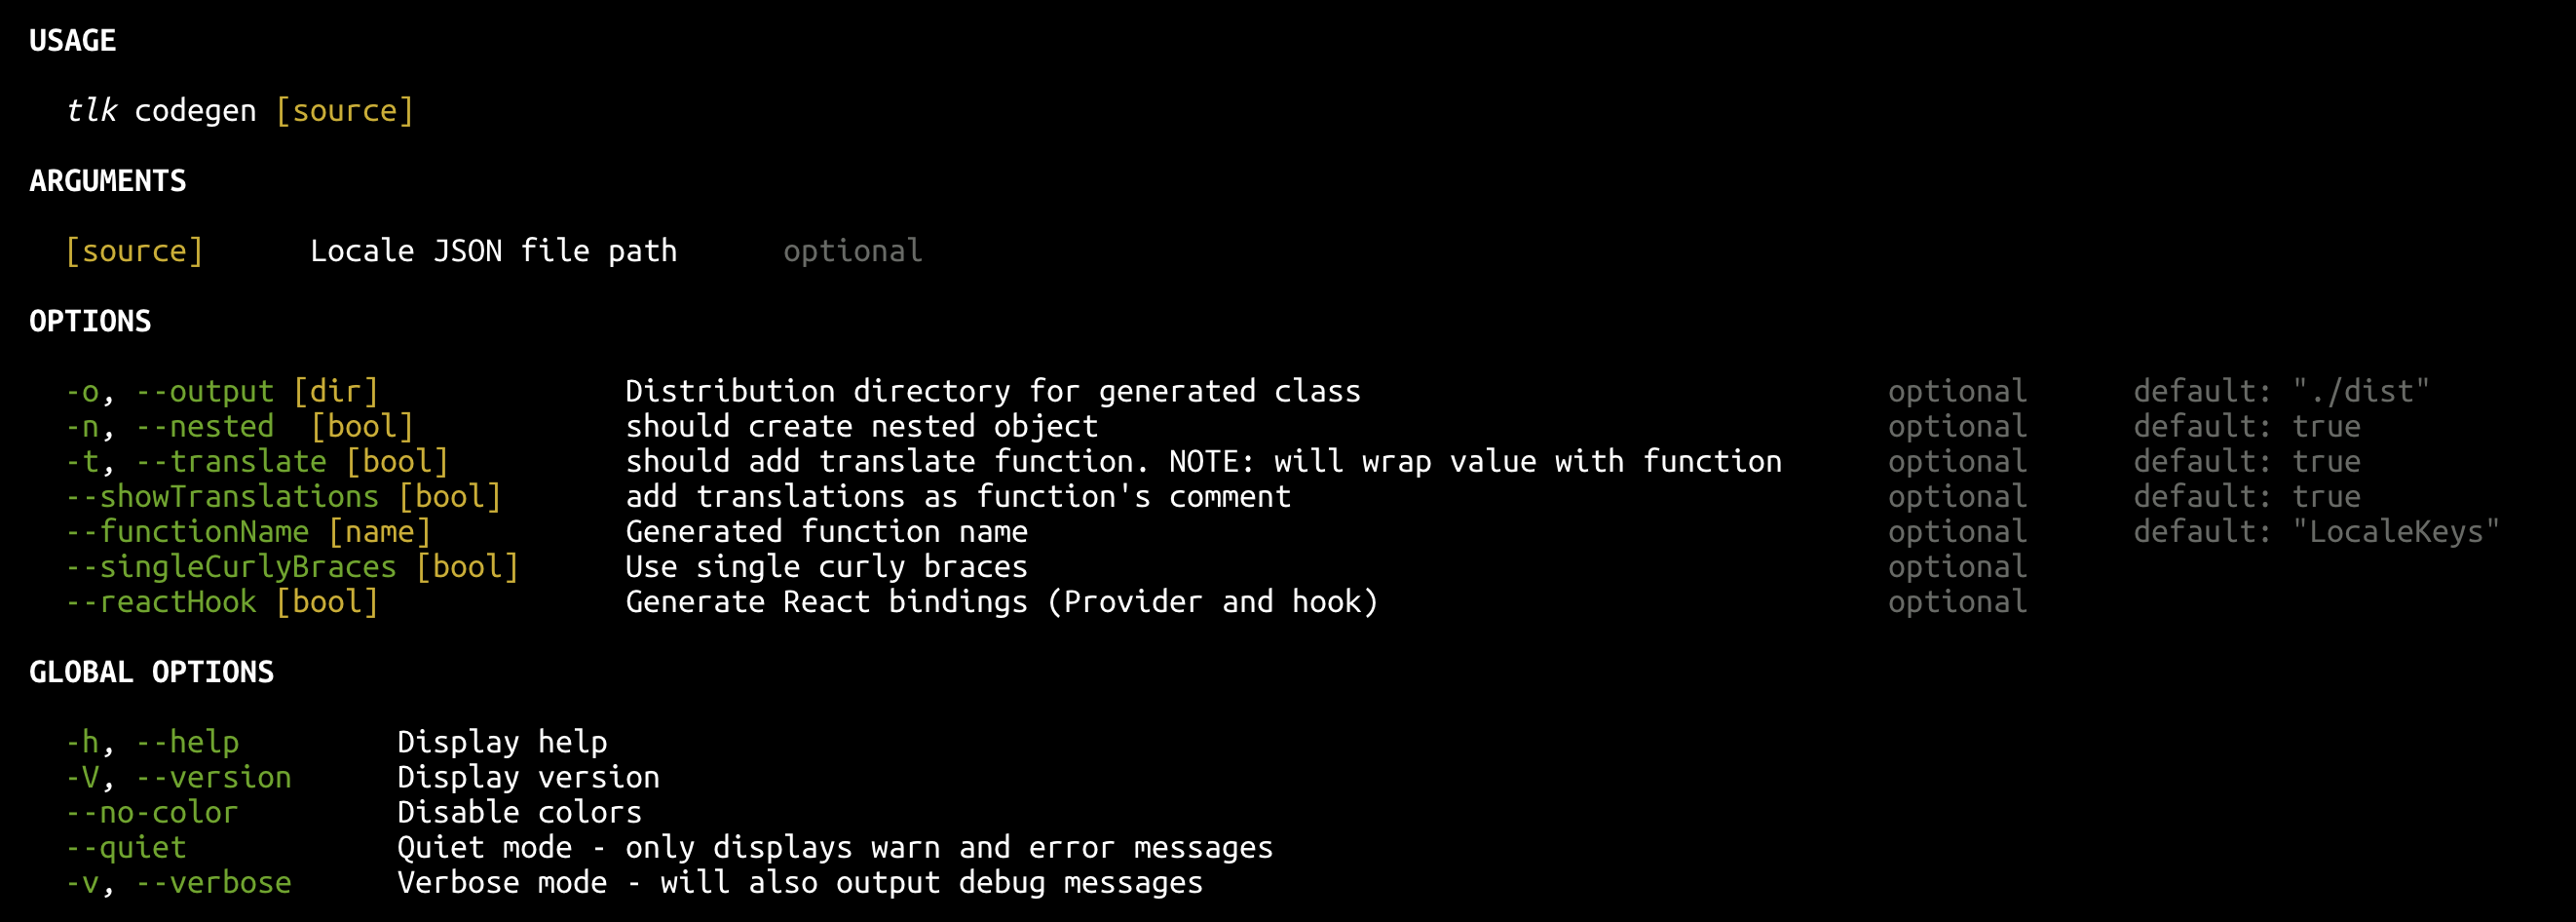 USAGE
tlk codegen [source]
ARGUMENTS
[source] Locale JSON file path optional
OPTIONS
-o, --output [dir] Distribution directory for generated class optional default: "./dist"
-n, --nested [bool] should create nested object optional default: true
-t, --translate [bool] should add translate function. NOTE: will wrap value with function optional default: true
--showTranslations [bool] add translations as function's comment optional default: true
--functionName [name] Generated function name optional default: "LocaleKeys"
--singleCurlyBraces [bool] Use single curly braces optional
--reactHook [bool] Generate React bindings (Provider and hook) optional
GLOBAL OPTIONS
-h, --help Display help
-V, --version Display version
--no-color Disable colors
--quiet Quiet mode - only displays warn and error messages
-v, --verbose Verbose mode - will also output debug messages